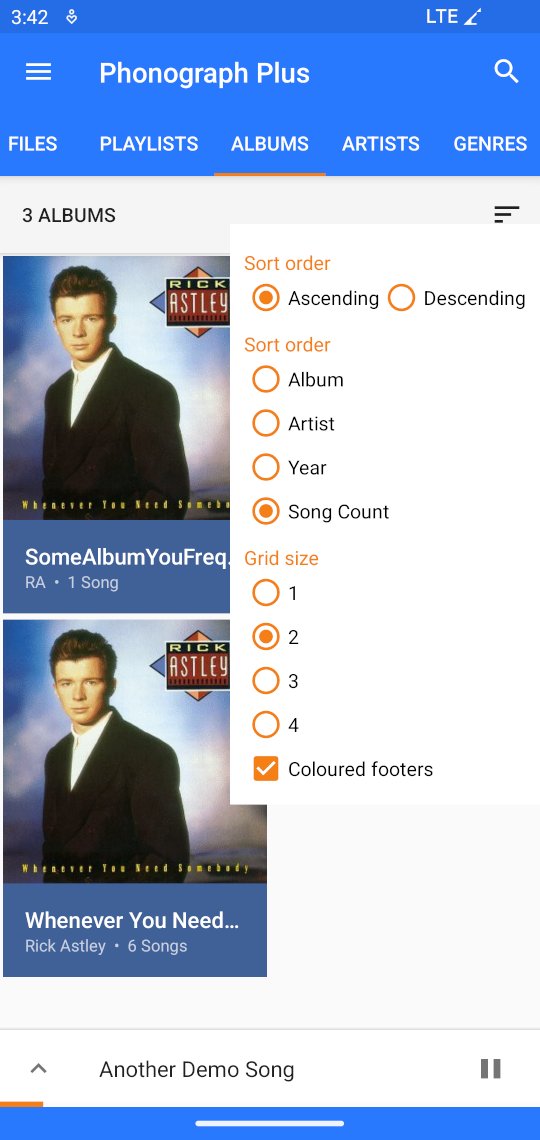 3:42
LTE
Phonograph Plus
FILES PLAYLISTS ALBUMS ARTISTS GENRES
3 ALBUMS
Sort order
Ascending Descending
Sort order
Album
Artist
Year
Song Count
Grid size
1
2
3
4
Coloured footers
RICK
ASTLEY
Whenever You Need Somebo
SomeAlbumYouFreq.
RA • 1 Song
RICK
ASTLEY
Whenever You Need Somebody
Whenever You Need…
Rick Astley • 6 Songs
Another Demo Song